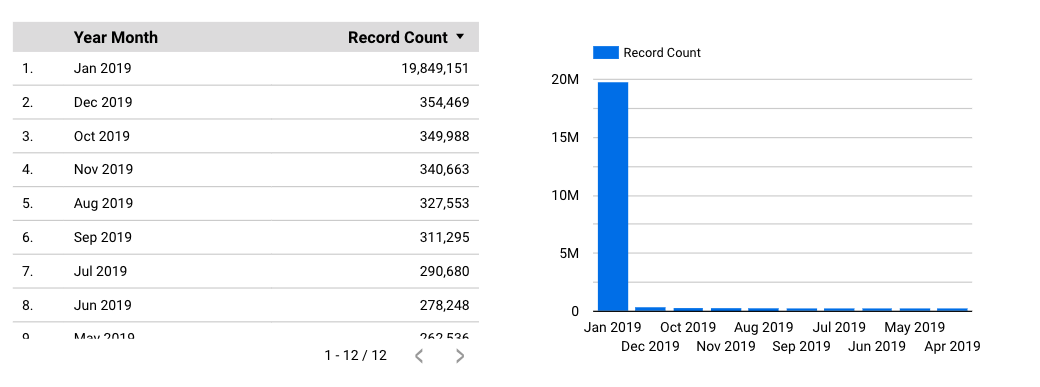 Year Month Record Count
1. Jan 2019 19,849,151
2. Dec 2019 354,469
3. Oct 2019 349,988
4. Nov 2019 340,663
5. Aug 2019 327,553
6. Sep 2019 311,295
7. Jul 2019 290,680
8. Jun 2019 278,248
9. May 2019 262,536
1 - 12 / 12
Record Count
20M
15M
10M
5M
0
Jan 2019 Oct 2019 Aug 2019 Jul 2019 May 2019
Dec 2019 Nov 2019 Sep 2019 Jun 2019 Apr 2019